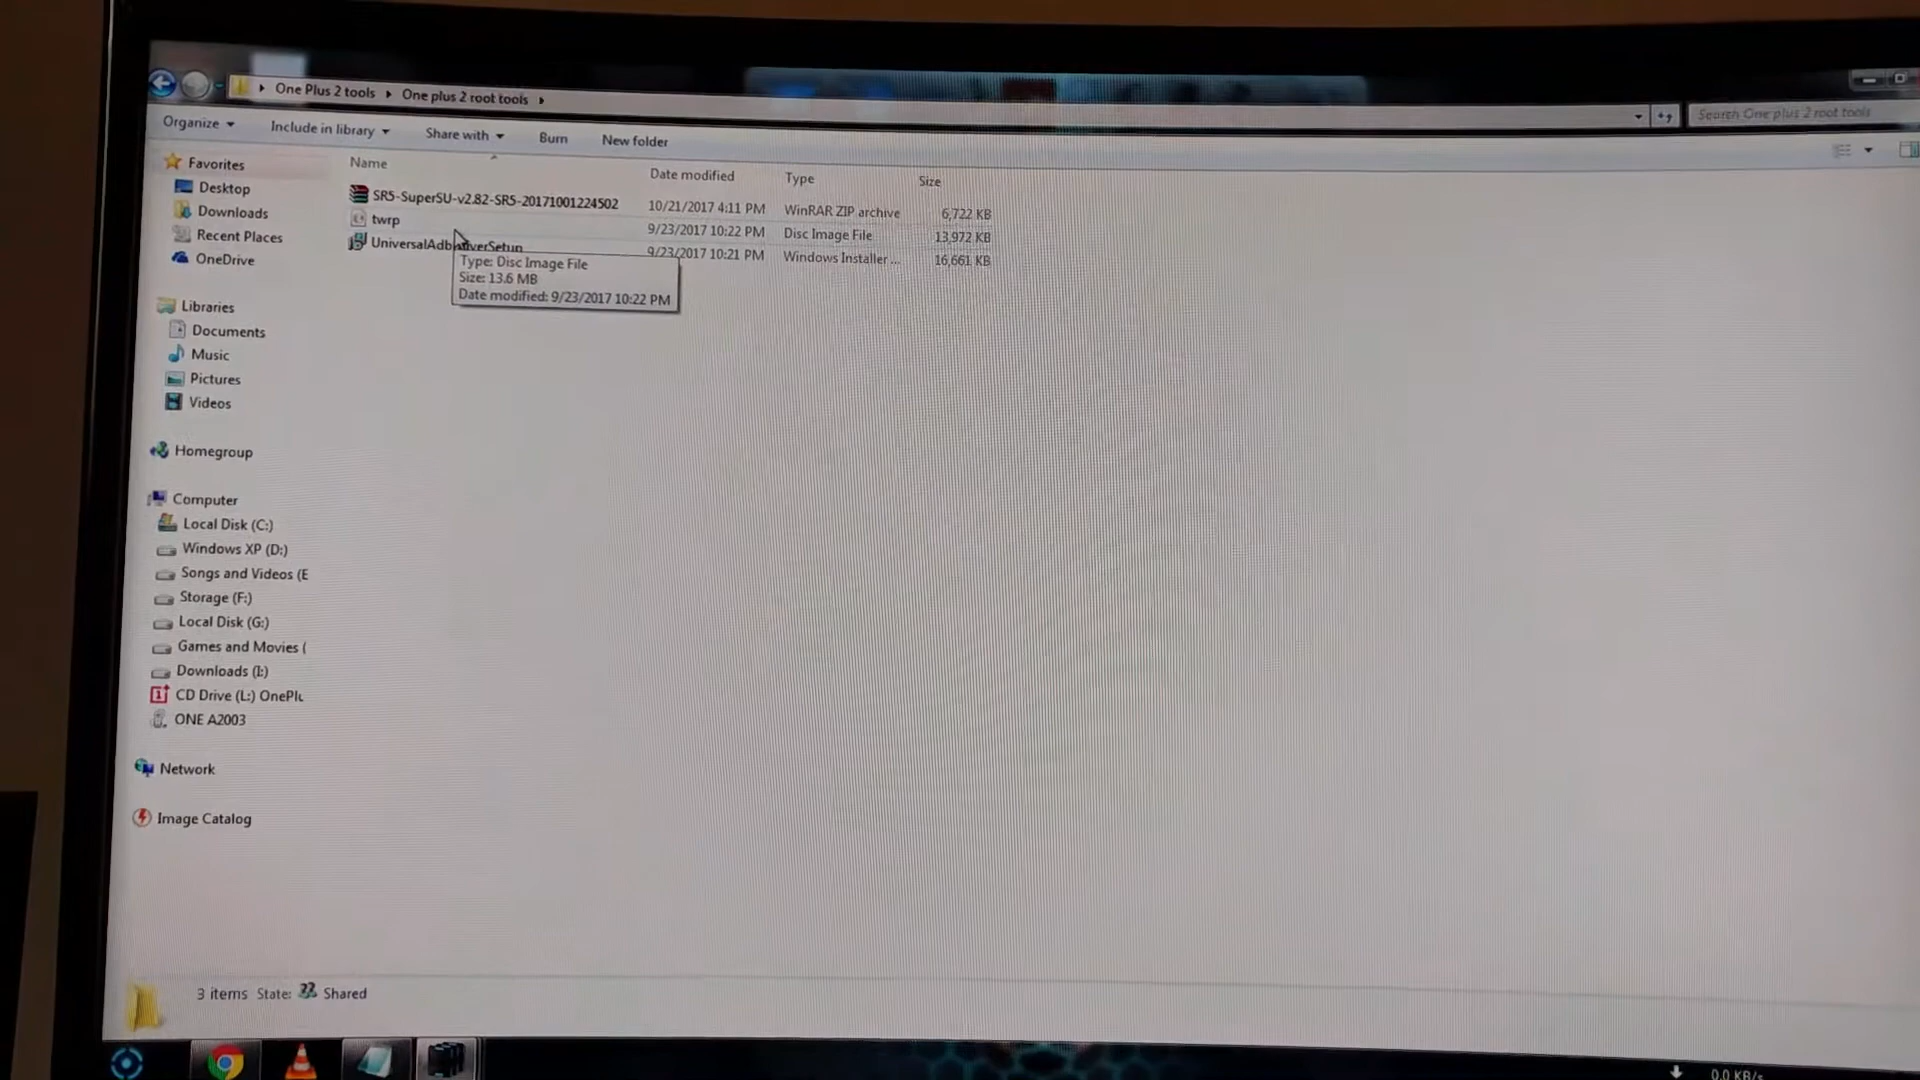 One Plus 2 tools One plus 2 root tools
Search One plus 2 root tools
Organize Include in library Share with Burn New folder
Name Date modified Type Size
SR5-SuperSU-v2.82-SR5-20171001224502 10/21/2017 4:11 PM WinRAR ZIP archive 6,722 KB
twrp 9/23/2017 10:22 PM Disc Image File 13,972 KB
UniversalAdbDriverSetup 9/23/2017 10:21 PM Windows Installer ... 16,661 KB
Type: Disc Image File
Size: 13.6 MB
Date modified: 9/23/2017 10:22 PM
Favorites
Desktop
Downloads
Recent Places
OneDrive
Libraries
Documents
Music
Pictures
Videos
Homegroup
Computer
Local Disk (C:)
Windows XP (D:)
Songs and Videos (E
Storage (F:)
Local Disk (G:)
Games and Movies (
Downloads (I:)
CD Drive (L:) OnePlu
ONE A2003
Network
Image Catalog
3 items State: Shared
0.0 KB/s